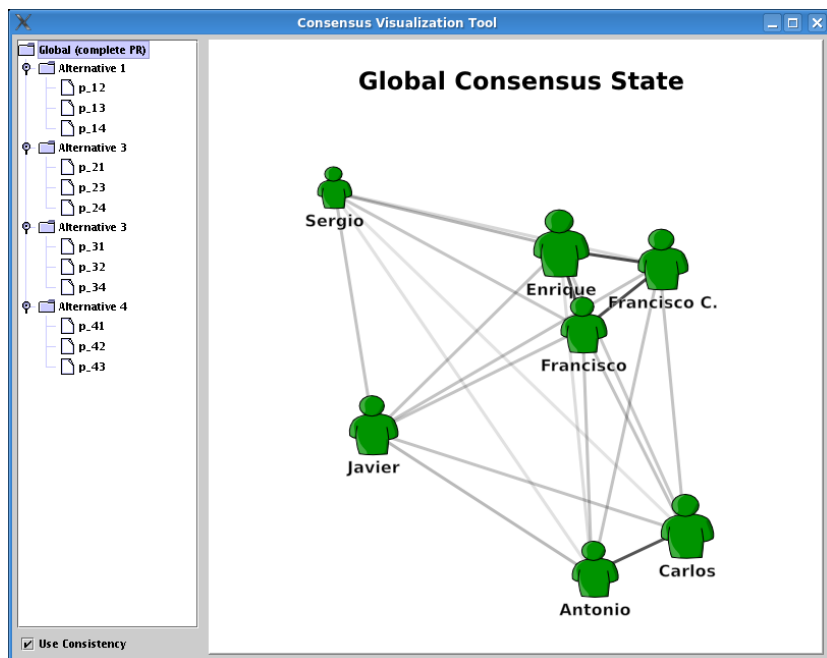 Consensus Visualization Tool
Global (complete PR)
Alternative 1
p_12
p_13
p_14
Alternative 3
p_21
p_23
p_24
Alternative 3
p_31
p_32
p_34
Alternative 4
p_41
p_42
p_43
Use Consistency
Global Consensus State
Sergio
Enrique
Francisco C.
Francisco
Javier
Carlos
Antonio